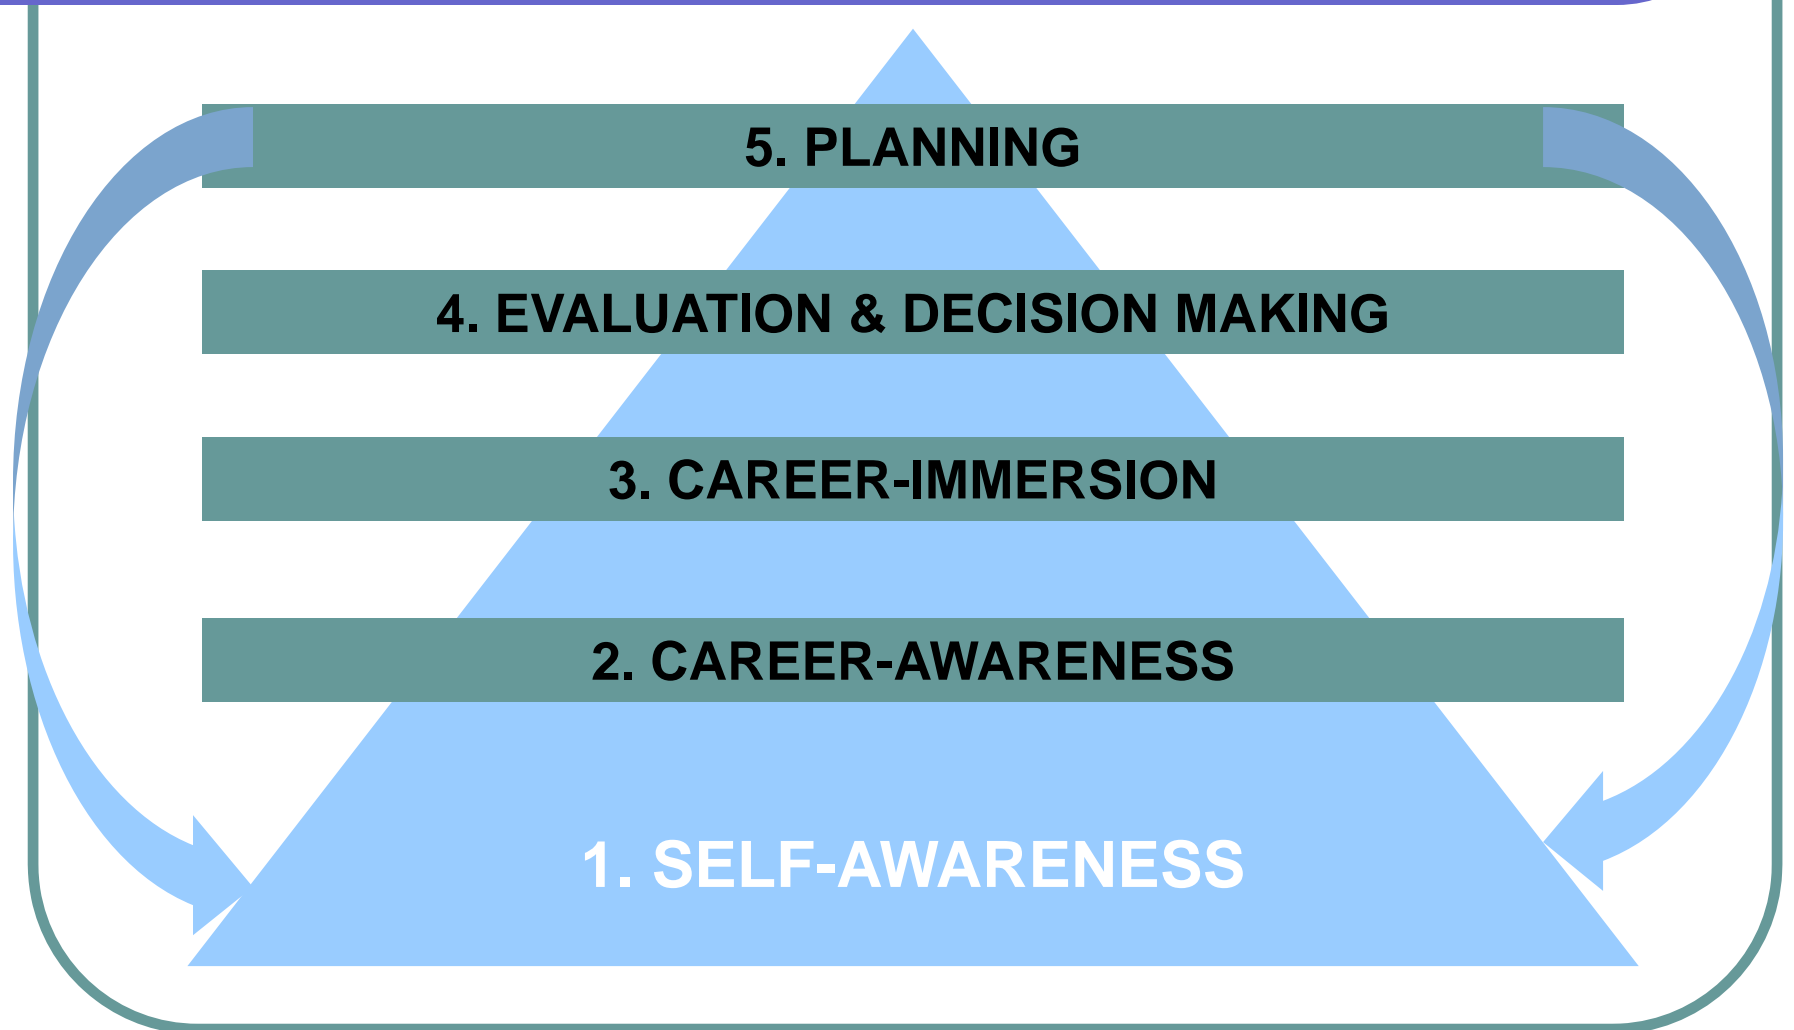 5. PLANNING
4. EVALUATION & DECISION MAKING
3. CAREER-IMMERSION
2. CAREER-AWARENESS
1. SELF-AWARENESS